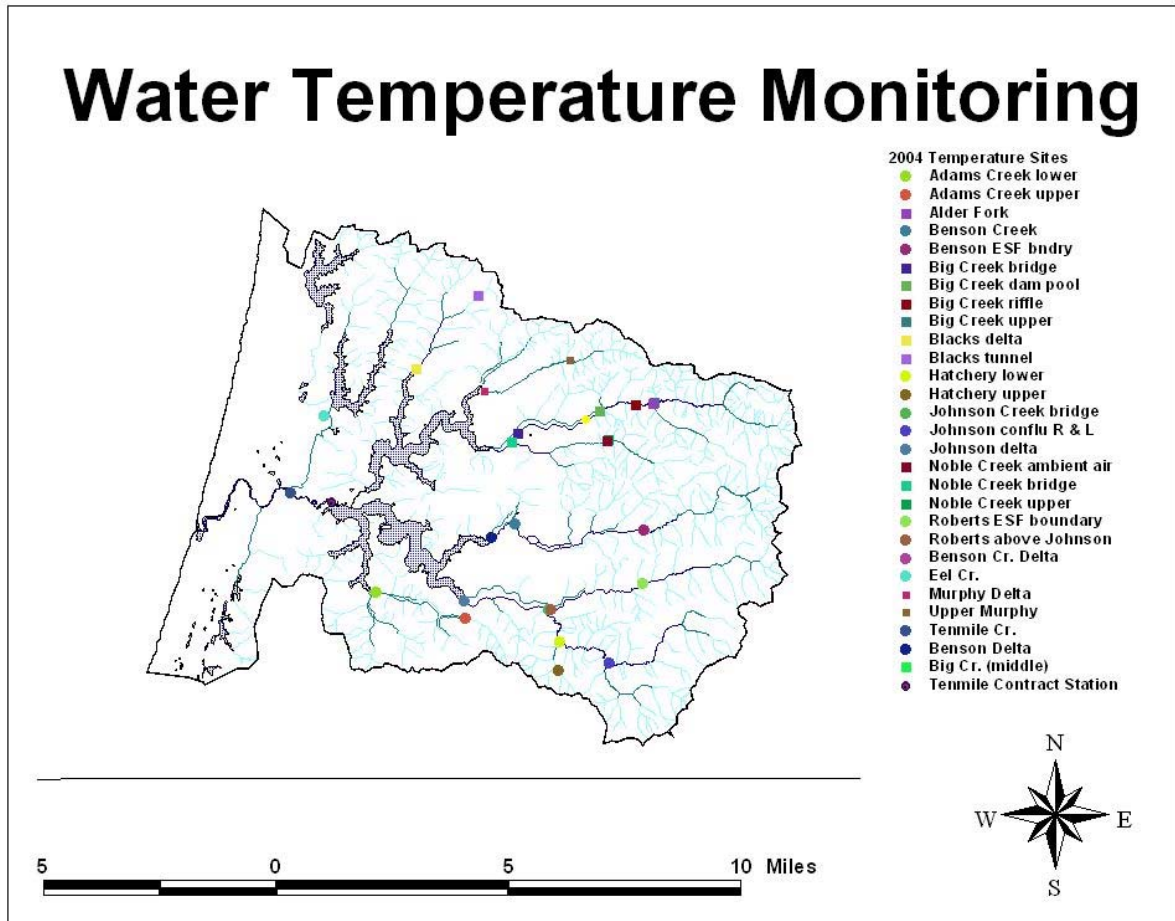 Water Temperature Monitoring
2004 Temperature Sites
Adams Creek lower
Adams Creek upper
Alder Fork
Benson Creek
Benson ESF bndry
Big Creek bridge
Big Creek dam pool
Big Creek riffle
Big Creek upper
Blacks delta
Blacks tunnel
Hatchery lower
Hatchery upper
Johnson Creek bridge
Johnson conflu R & L
Johnson delta
Noble Creek ambient air
Noble Creek bridge
Noble Creek upper
Roberts ESF boundary
Roberts above Johnson
Benson Cr. Delta
Eel Cr.
Murphy Delta
Upper Murphy
Tenmile Cr.
Benson Delta
Big Cr. (middle)
Tenmile Contract Station
N
W E
S
5 0 5 10 Miles